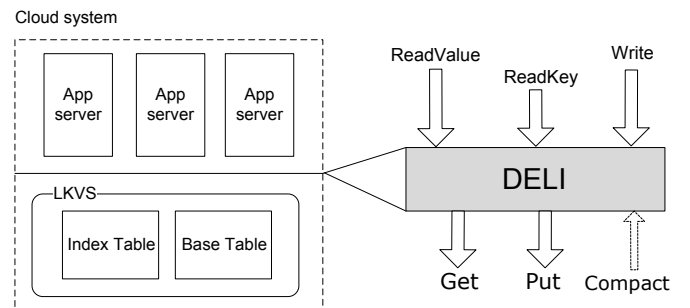 Cloud system
App
server
App
server
App
server
ReadValue
ReadKey
Write
DELI
LKVS
Index Table
Base Table
Get
Put
Compact